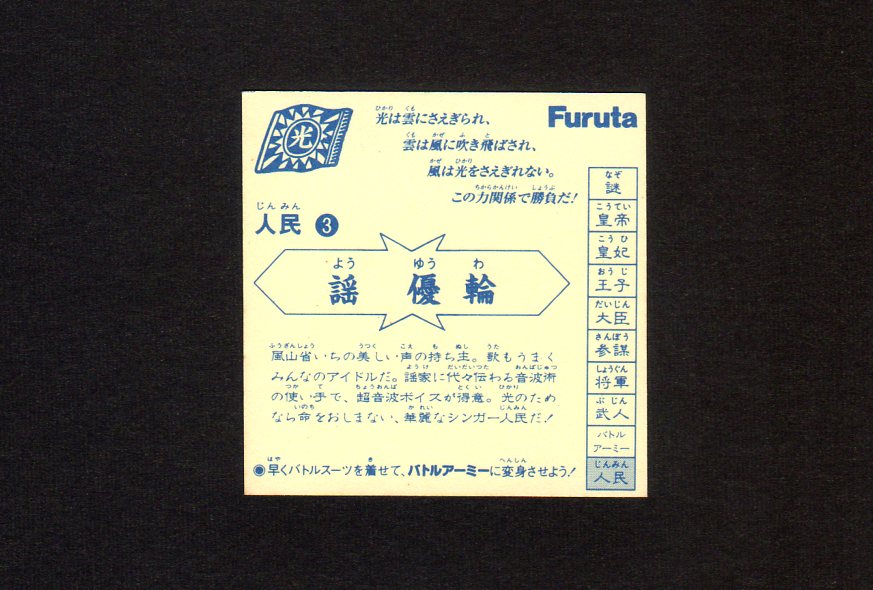 光
光は雲にさえぎられ、
雲は風に吹き飛ばされ、
風は光をさえぎれない。
この力関係で勝負だ!
Furuta
人民 3
謡 優 輪
よう ゆう わ
風山省いちの美しい声の持ち主。歌もうまく
みんなのアイドルだ。謡家に代々伝わる音波術
の使い手で、超音波ボイスが得意。光のため
なら命をおしまない、華麗なシンガー人民だ!
●早くバトルスーツを着せて、バトルアーミーに変身させよう!
謎
皇帝
皇妃
王子
大臣
参謀
将軍
武人
バトル
アーミー
人民